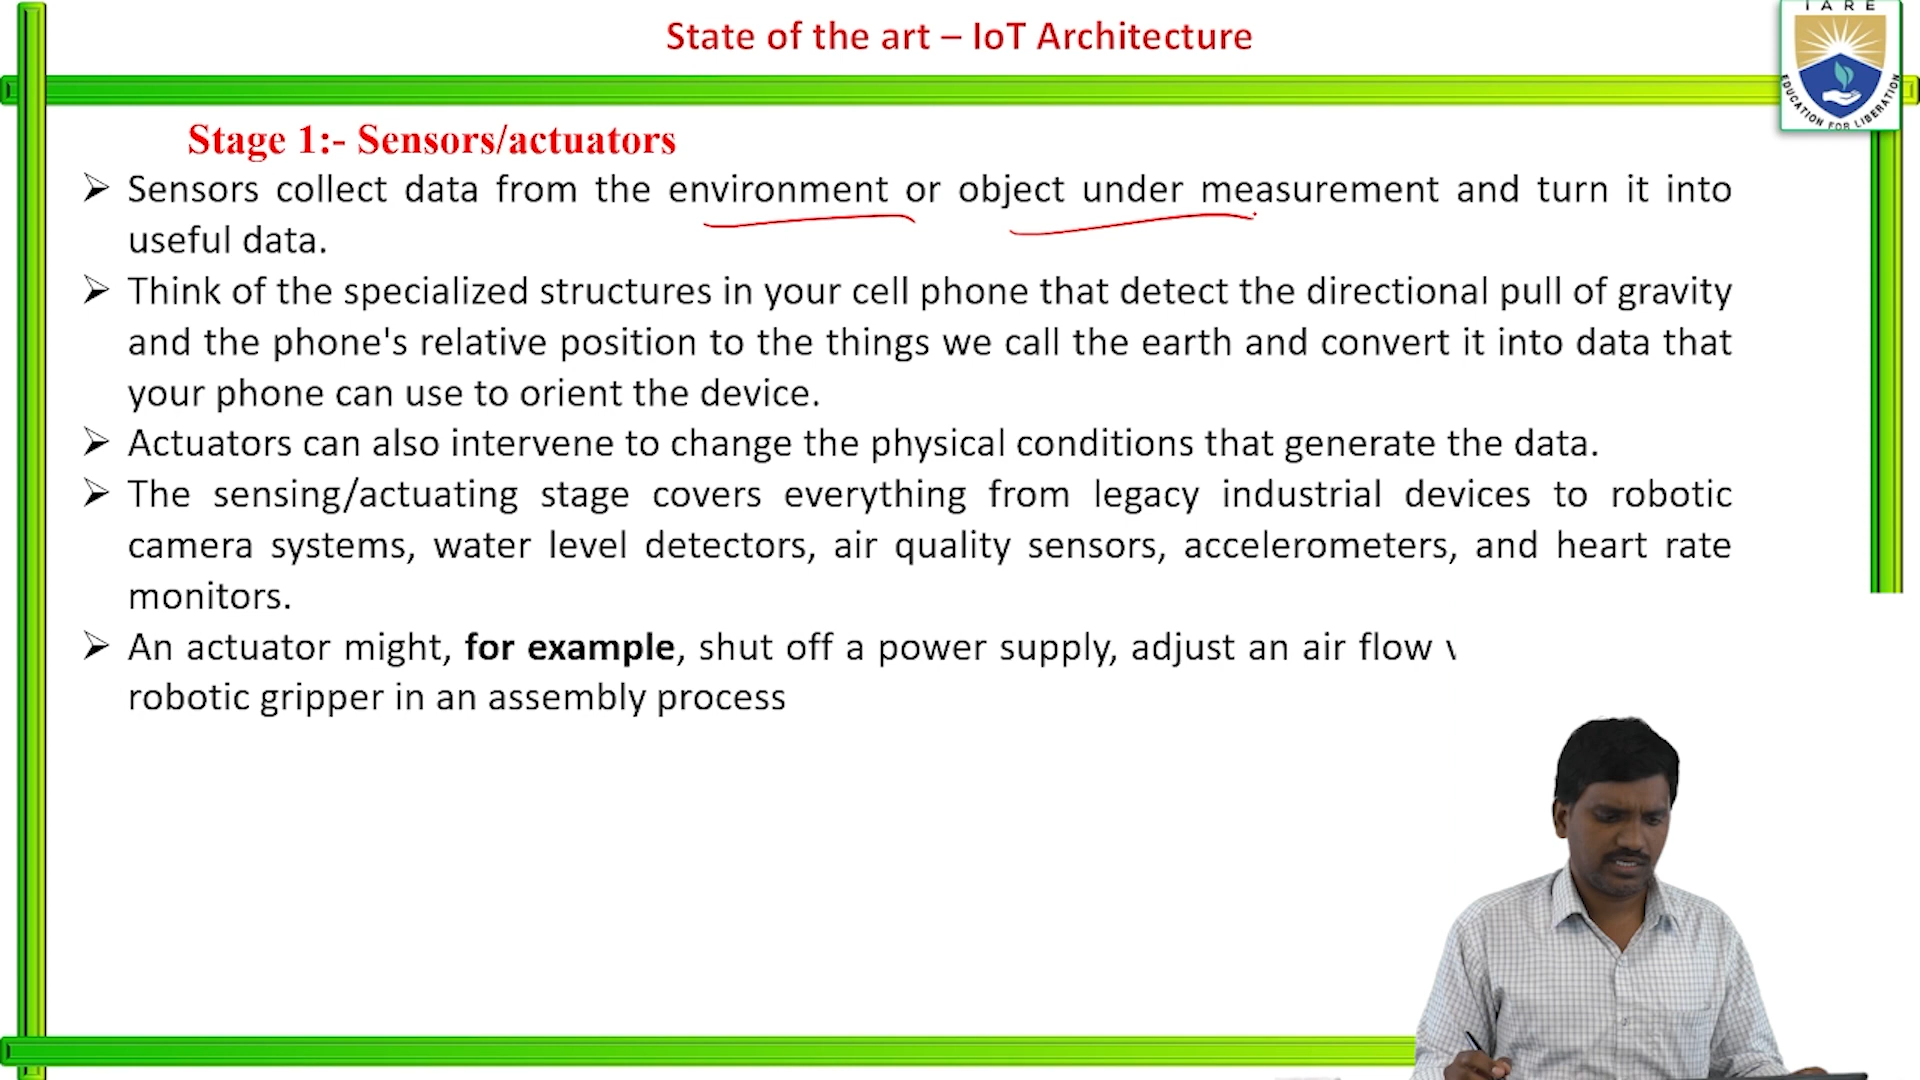 State of the art – IoT Architecture
IARE
EDUCATION FOR LIBERATION
Stage 1:- Sensors/actuators
➢ Sensors collect data from the environment or object under measurement and turn it into
useful data.
➢ Think of the specialized structures in your cell phone that detect the directional pull of gravity
and the phone's relative position to the things we call the earth and convert it into data that
your phone can use to orient the device.
➢ Actuators can also intervene to change the physical conditions that generate the data.
➢ The sensing/actuating stage covers everything from legacy industrial devices to robotic
camera systems, water level detectors, air quality sensors, accelerometers, and heart rate
monitors.
➢ An actuator might, for example, shut off a power supply, adjust an air flow
robotic gripper in an assembly process